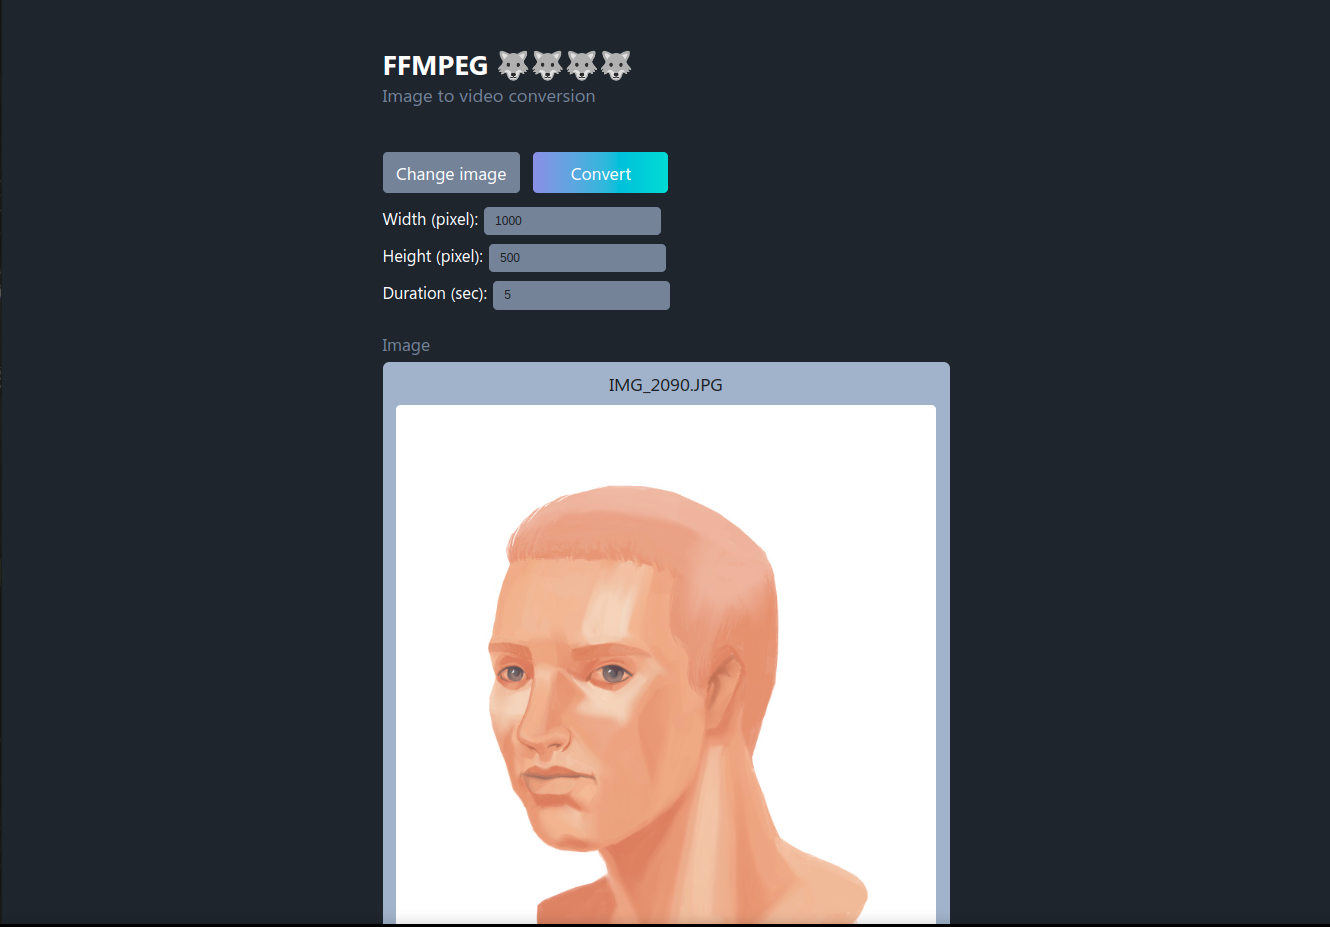 FFMPEG 🐺🐺🐺🐺
Image to video conversion
Change image
Convert
Width (pixel): 1000
Height (pixel): 500
Duration (sec): 5
Image
IMG_2090.JPG